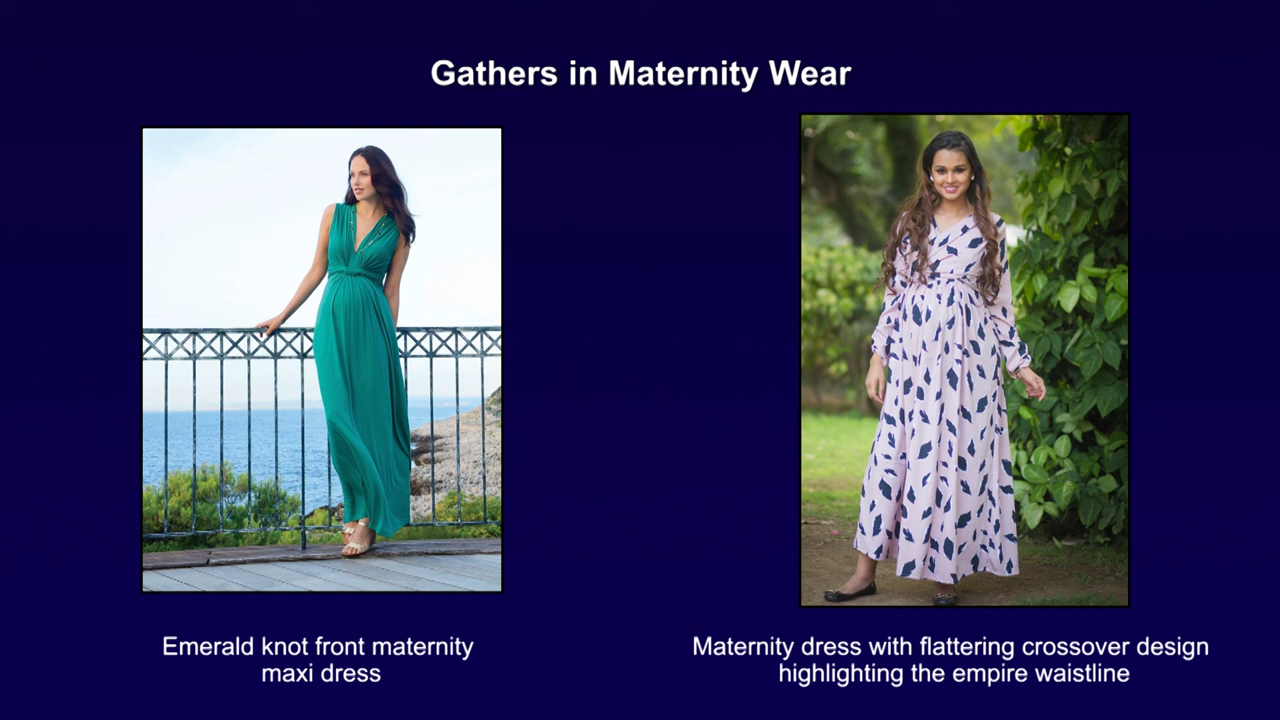 Gathers in Maternity Wear
Emerald knot front maternity
maxi dress
Maternity dress with flattering crossover design
highlighting the empire waistline